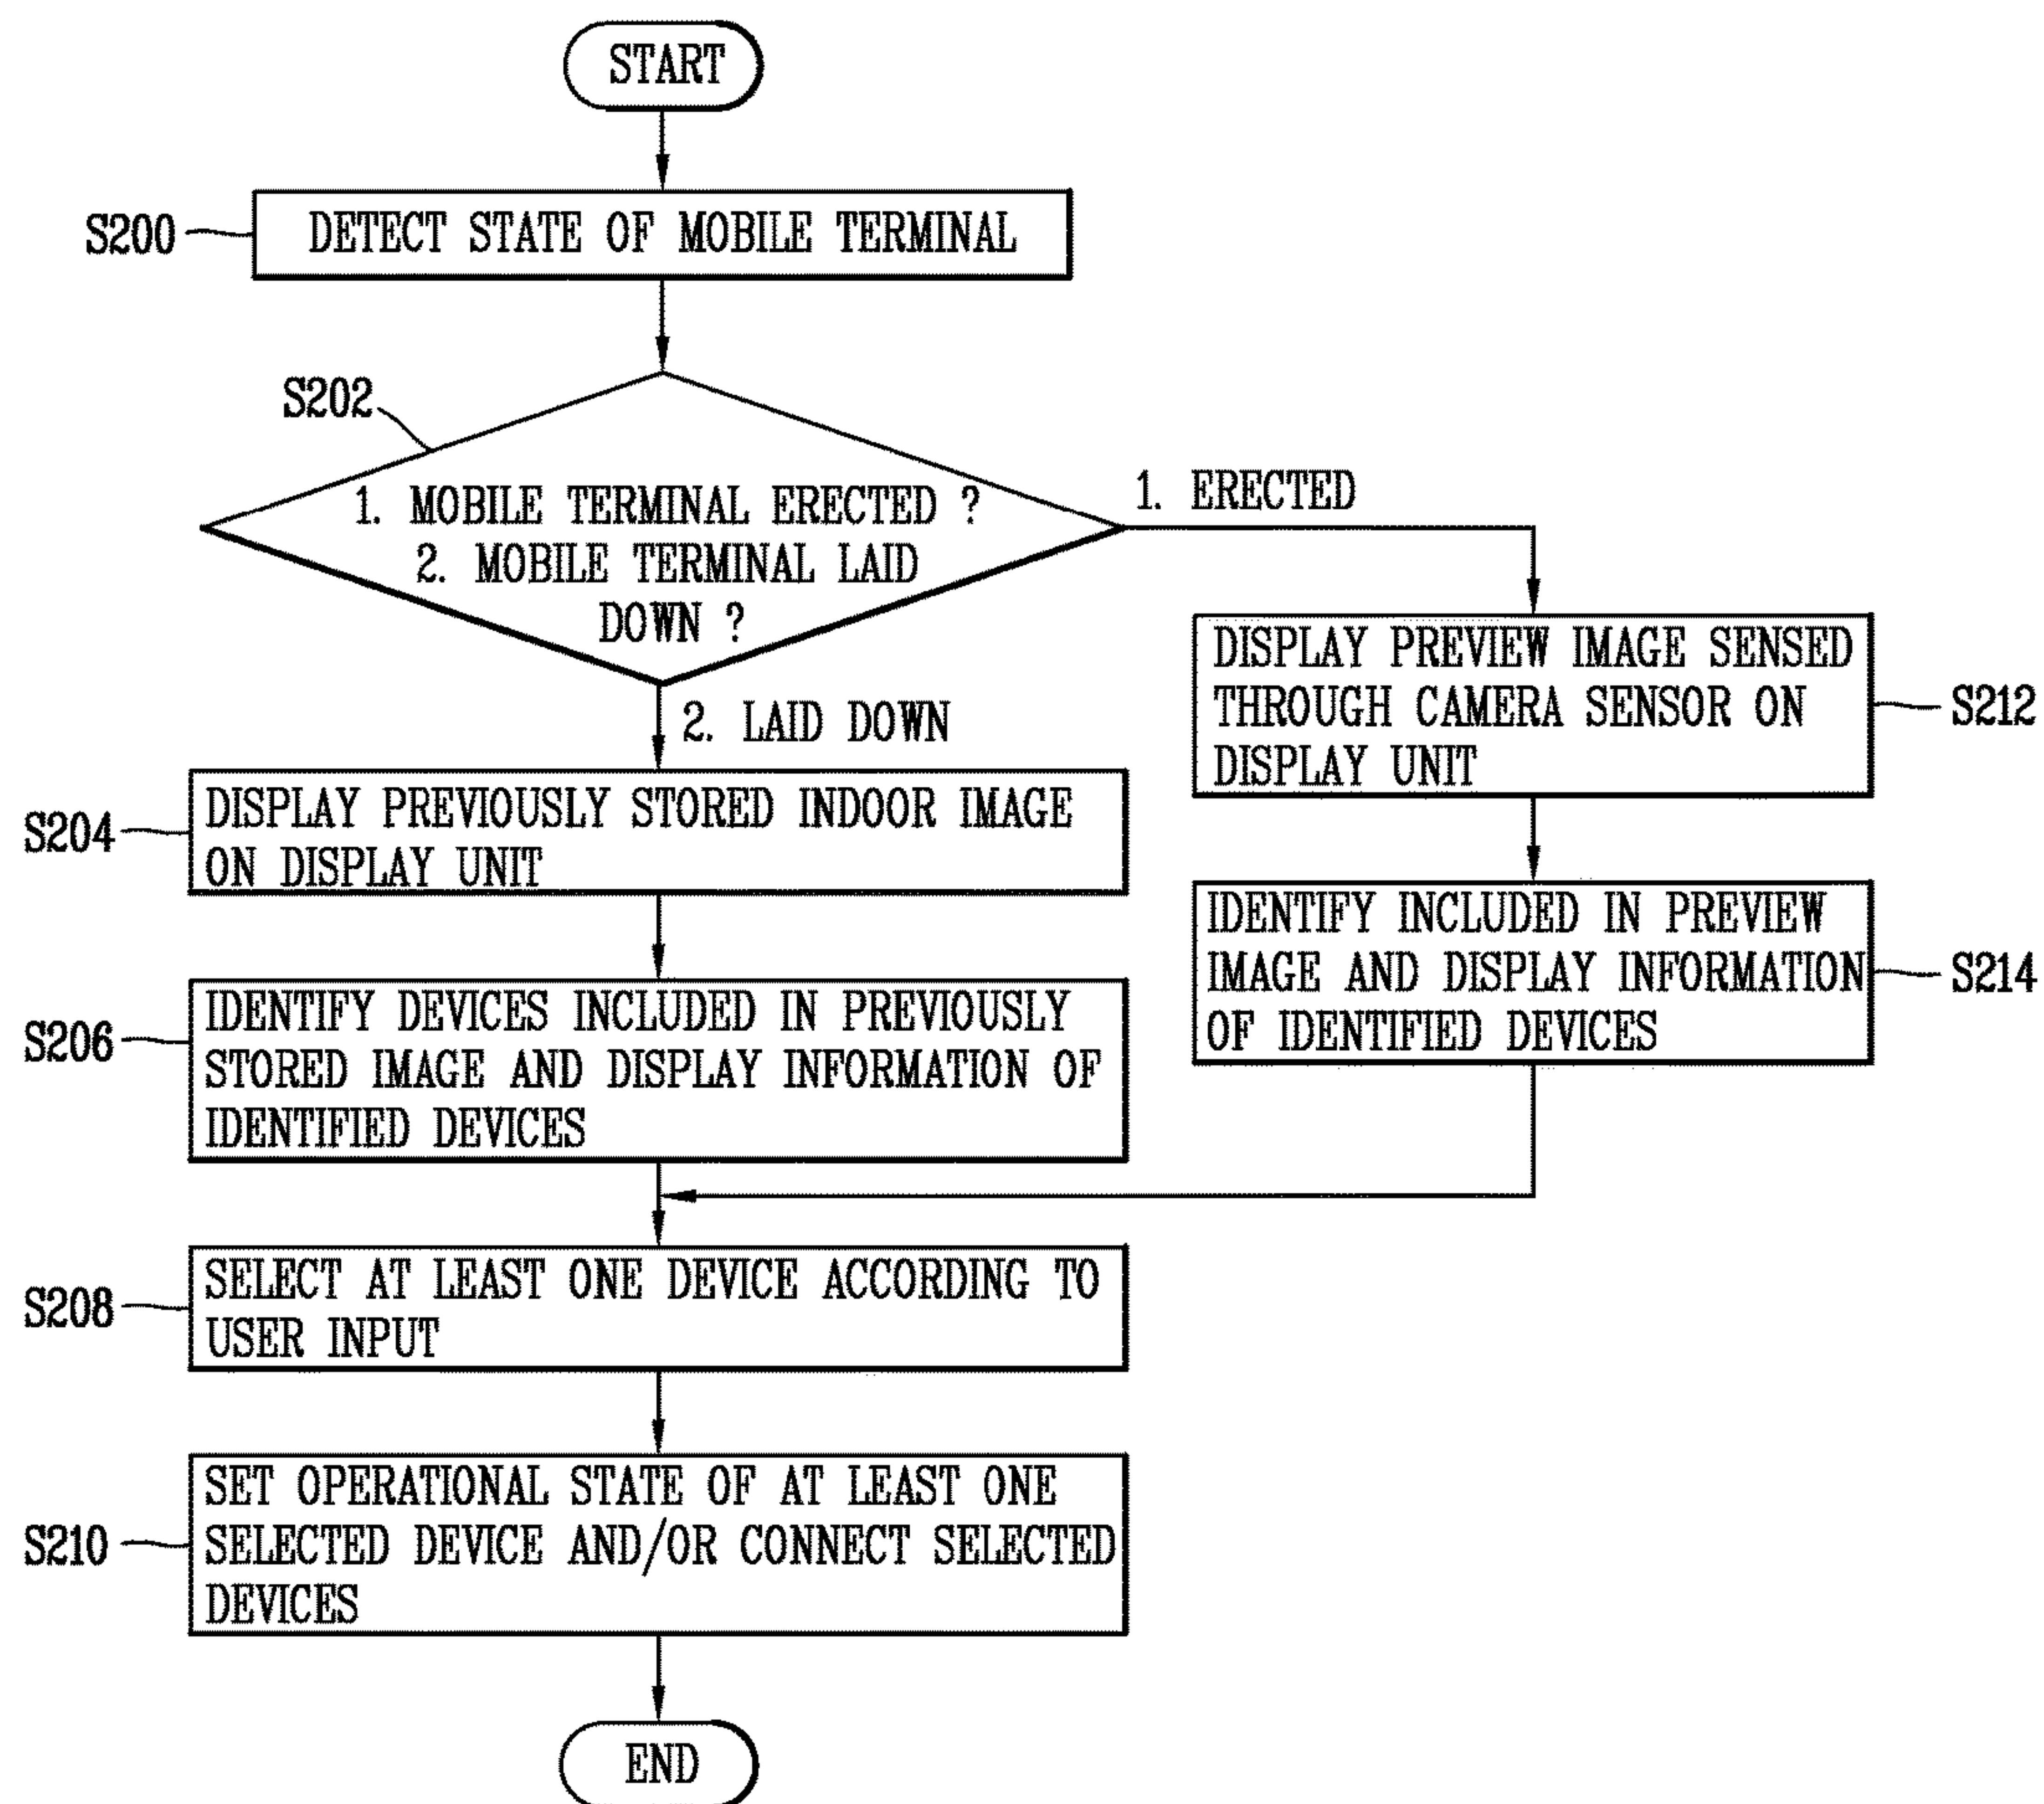 START
S200
DETECT STATE OF MOBILE TERMINAL
S202
1. MOBILE TERMINAL ERECTED ?
2. MOBILE TERMINAL LAID
DOWN ?
1. ERECTED
2. LAID DOWN
DISPLAY PREVIEW IMAGE SENSED
THROUGH CAMERA SENSOR ON
DISPLAY UNIT
S212
S204
DISPLAY PREVIOUSLY STORED INDOOR IMAGE
ON DISPLAY UNIT
IDENTIFY INCLUDED IN PREVIEW
IMAGE AND DISPLAY INFORMATION
OF IDENTIFIED DEVICES
S214
S206
IDENTIFY DEVICES INCLUDED IN PREVIOUSLY
STORED IMAGE AND DISPLAY INFORMATION OF
IDENTIFIED DEVICES
S208
SELECT AT LEAST ONE DEVICE ACCORDING TO
USER INPUT
S210
SET OPERATIONAL STATE OF AT LEAST ONE
SELECTED DEVICE AND/OR CONNECT SELECTED
DEVICES
END